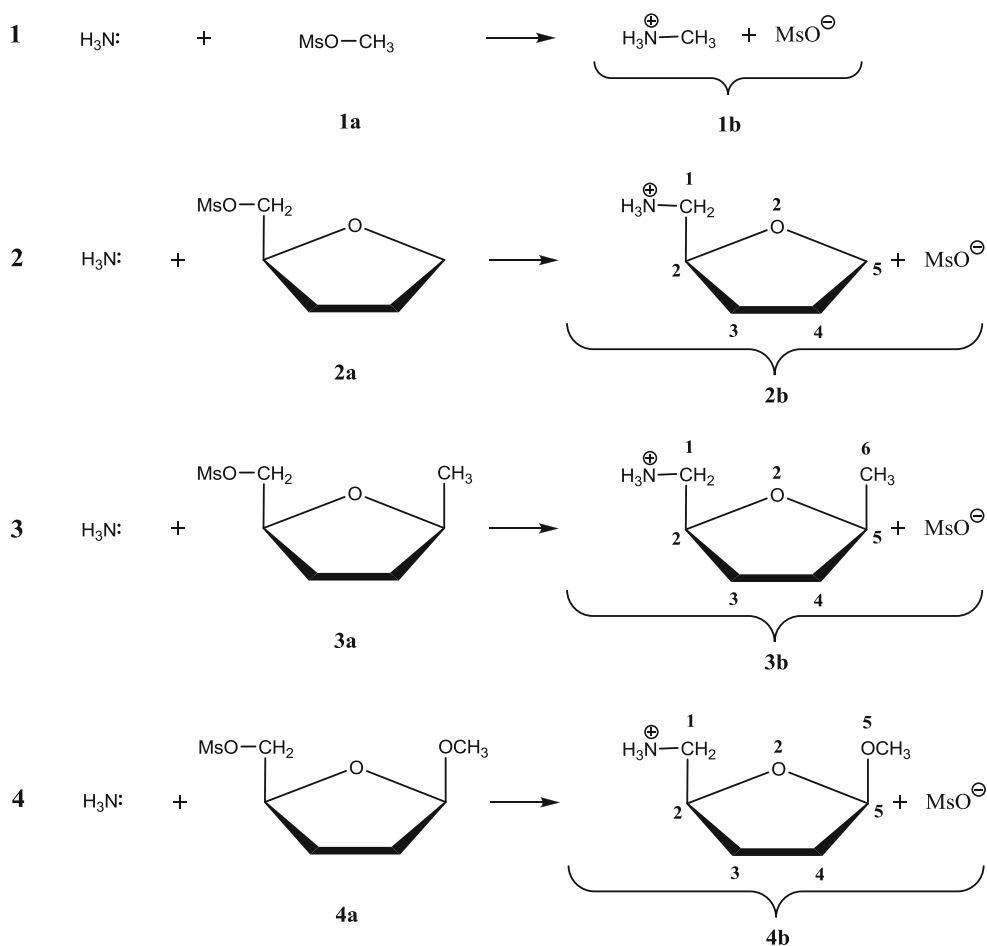 1 H₃N: + MsO—CH₃ H₃N⊕—CH₃ + MsO⊖
1a 1b
MsO—CH₂ O H₃N⊕—CH₂ 1 O 2
2 H₃N: + 2 5 + MsO⊖
3 4
2a 2b
MsO—CH₂ O CH₃ H₃N⊕—CH₂ 1 O 2 CH₃ 6
3 H₃N: + 2 5 + MsO⊖
3 4
3a 3b
MsO—CH₂ O OCH₃ H₃N⊕—CH₂ 1 O 2 OCH₃ 5
4 H₃N: + 2 5 + MsO⊖
3 4
4a 4b